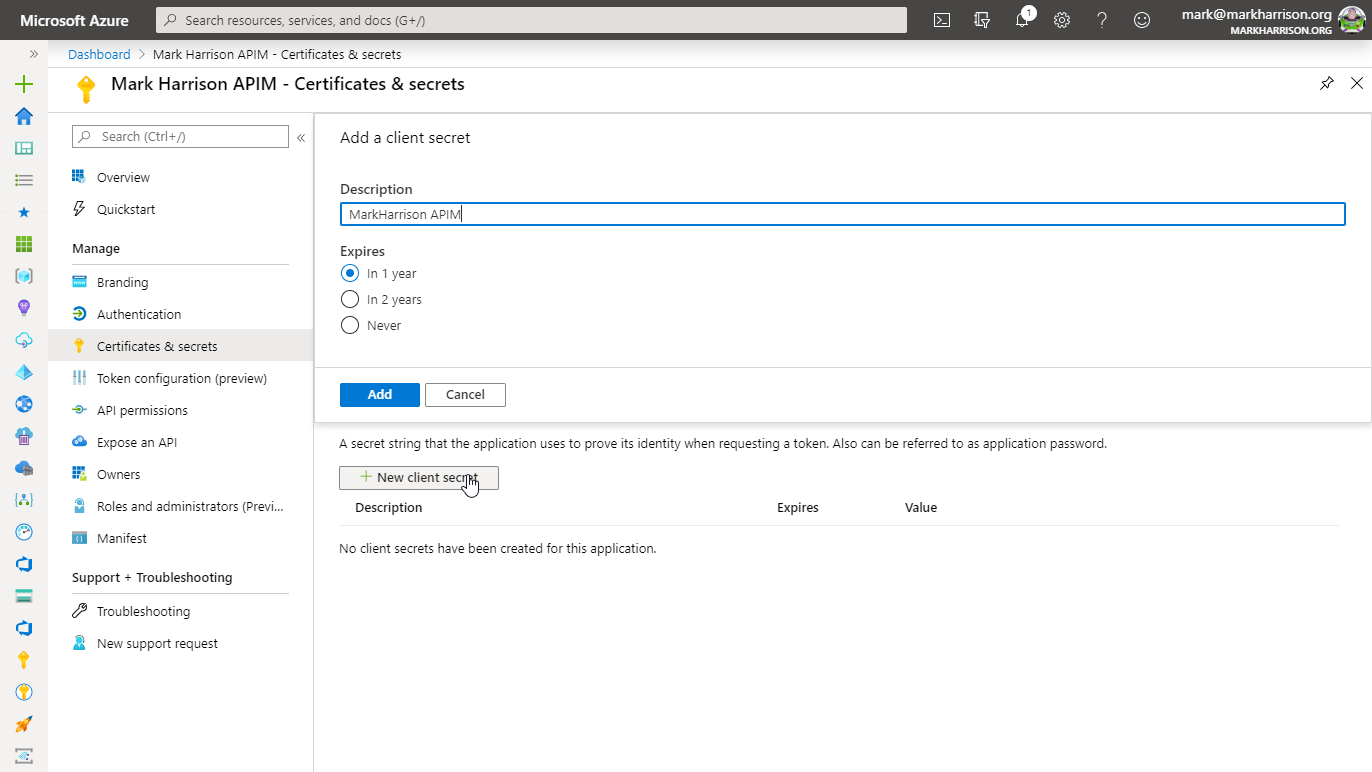 Microsoft Azure
Search resources, services, and docs (G+/)
1
mark@markharrison.org
MARKHARRISON.ORG
Dashboard > Mark Harrison APIM - Certificates & secrets
Mark Harrison APIM - Certificates & secrets
Search (Ctrl+/)
Overview
Quickstart
Manage
Branding
Authentication
Certificates & secrets
Token configuration (preview)
API permissions
Expose an API
Owners
Roles and administrators (Previ...
Manifest
Support + Troubleshooting
Troubleshooting
New support request
Add a client secret
Description
MarkHarrison APIM
Expires
In 1 year
In 2 years
Never
Add
Cancel
A secret string that the application uses to prove its identity when requesting a token. Also can be referred to as application password.
New client secret
Description Expires Value
No client secrets have been created for this application.